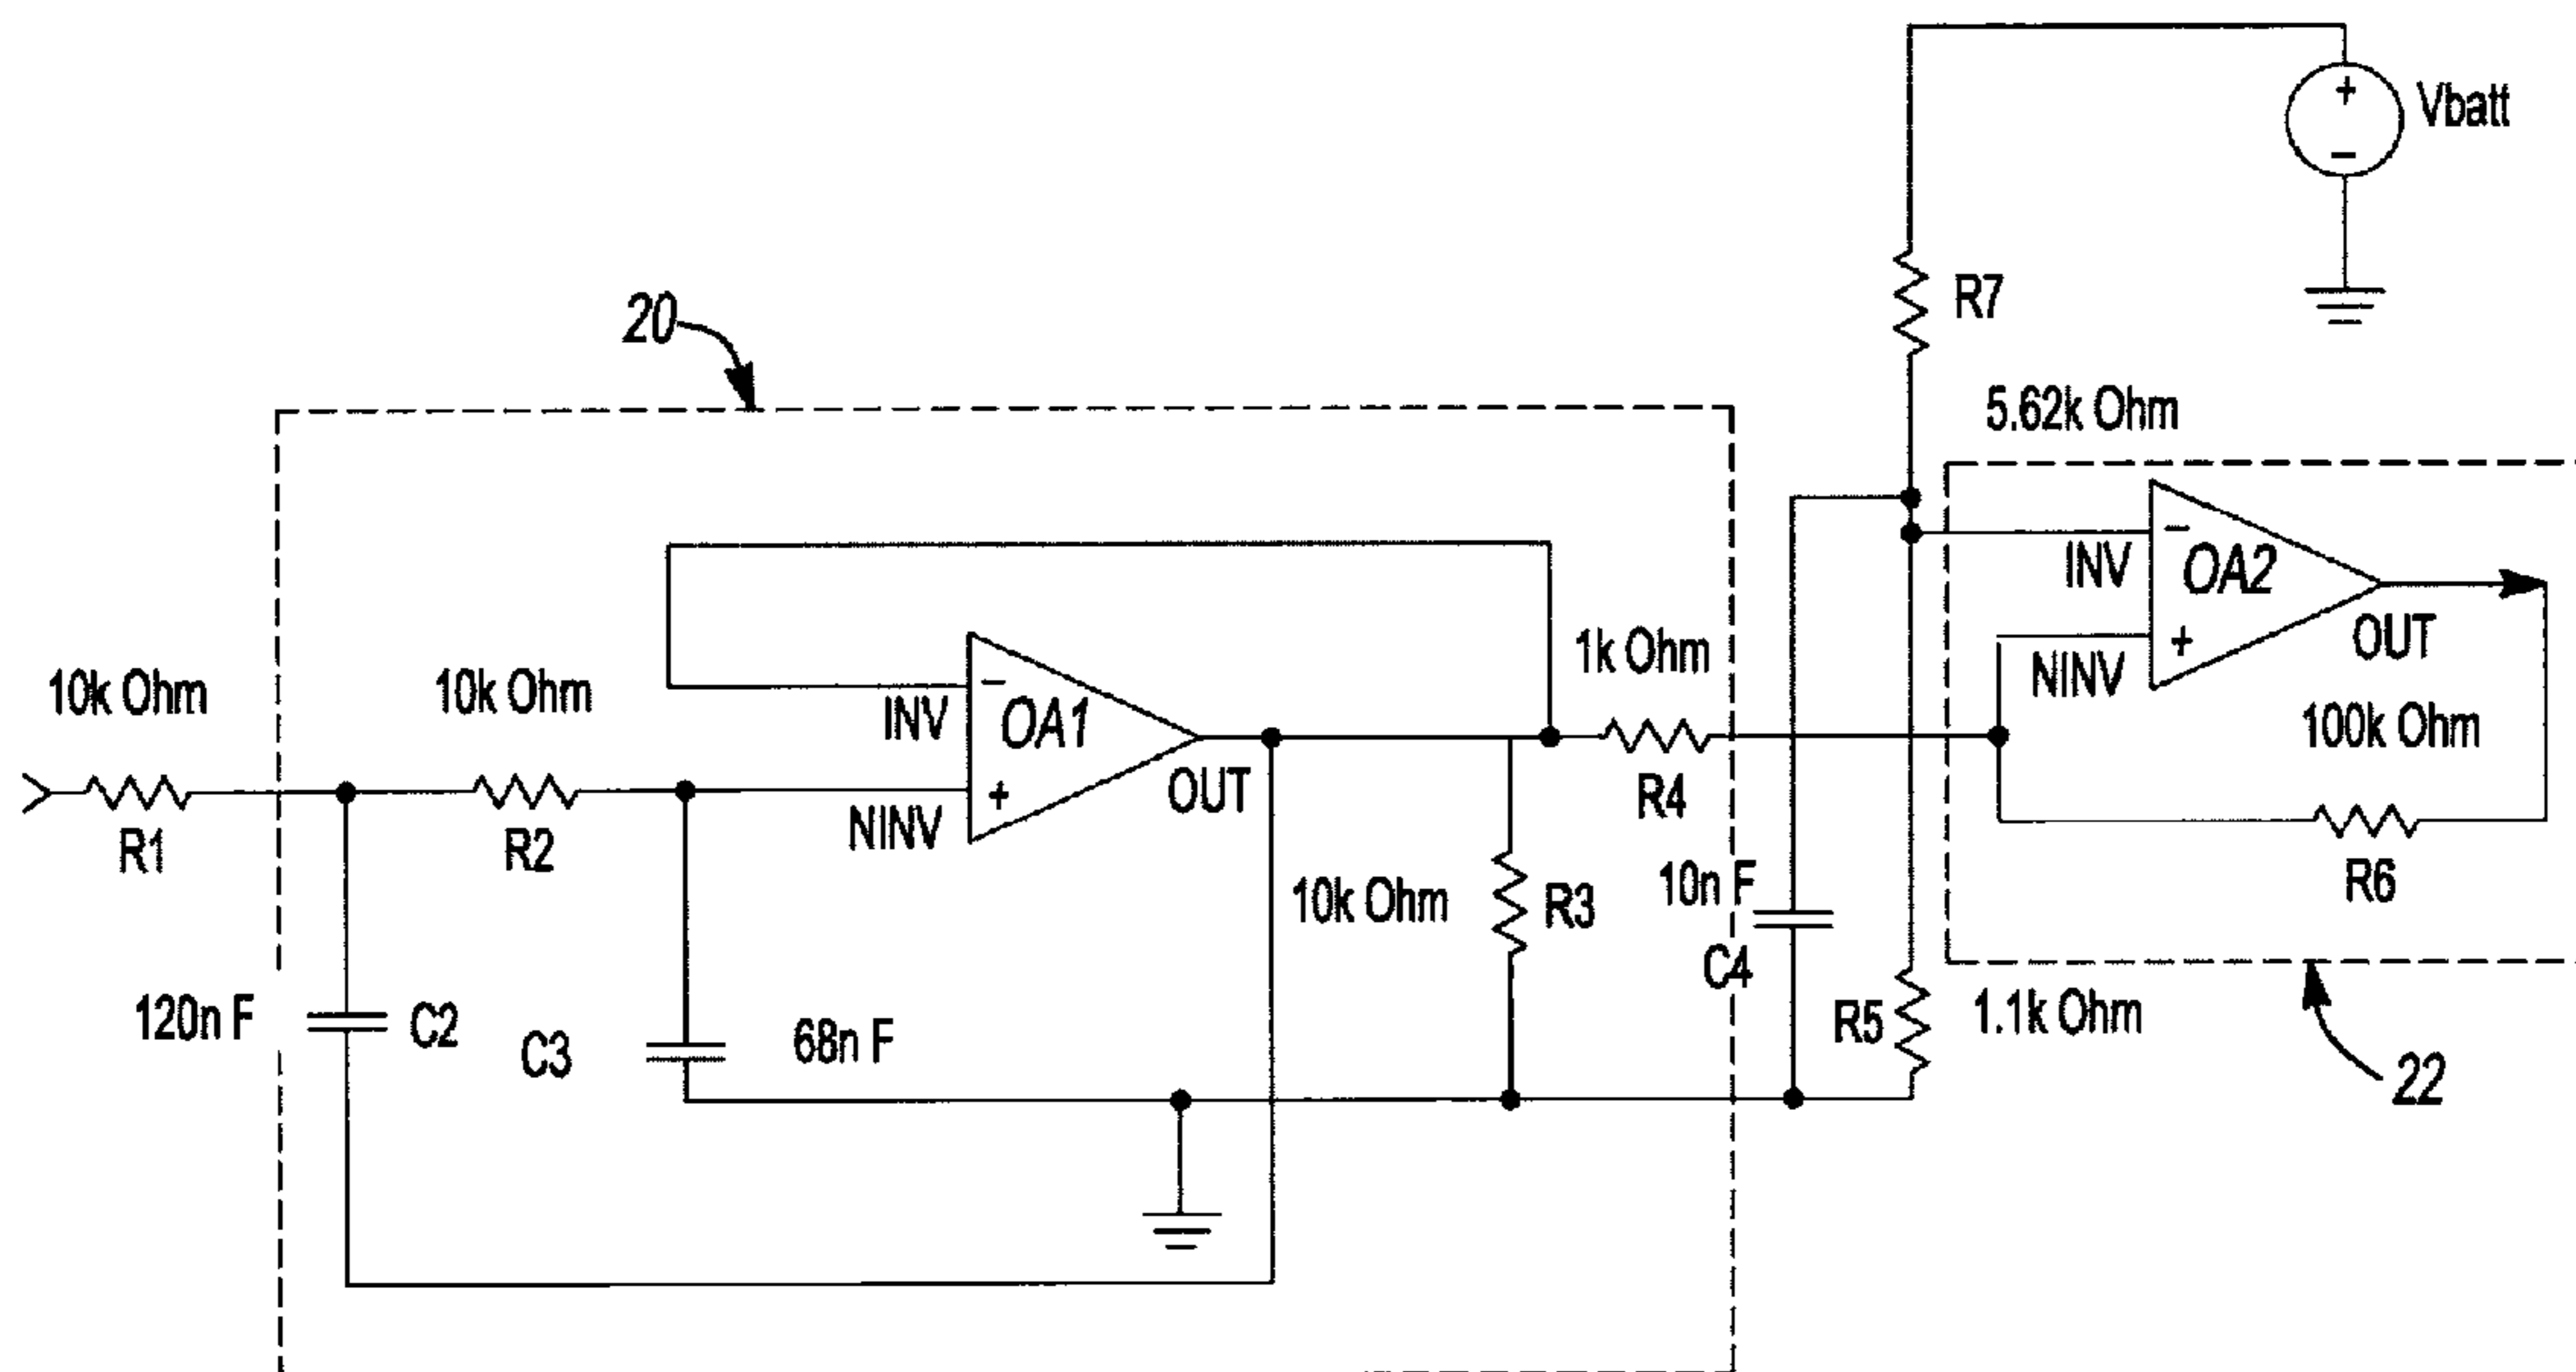 +
Vbatt
−
20
R7
5.62k Ohm
−
INV
OA2
OUT
+
NINV
100k Ohm
R6
1k Ohm
R4
10k Ohm
R1
10k Ohm
R2
−
INV
OA1
OUT
+
NINV
10k Ohm
R3
10n F
C4
R5
1.1k Ohm
22
120n F
C2
C3
68n F